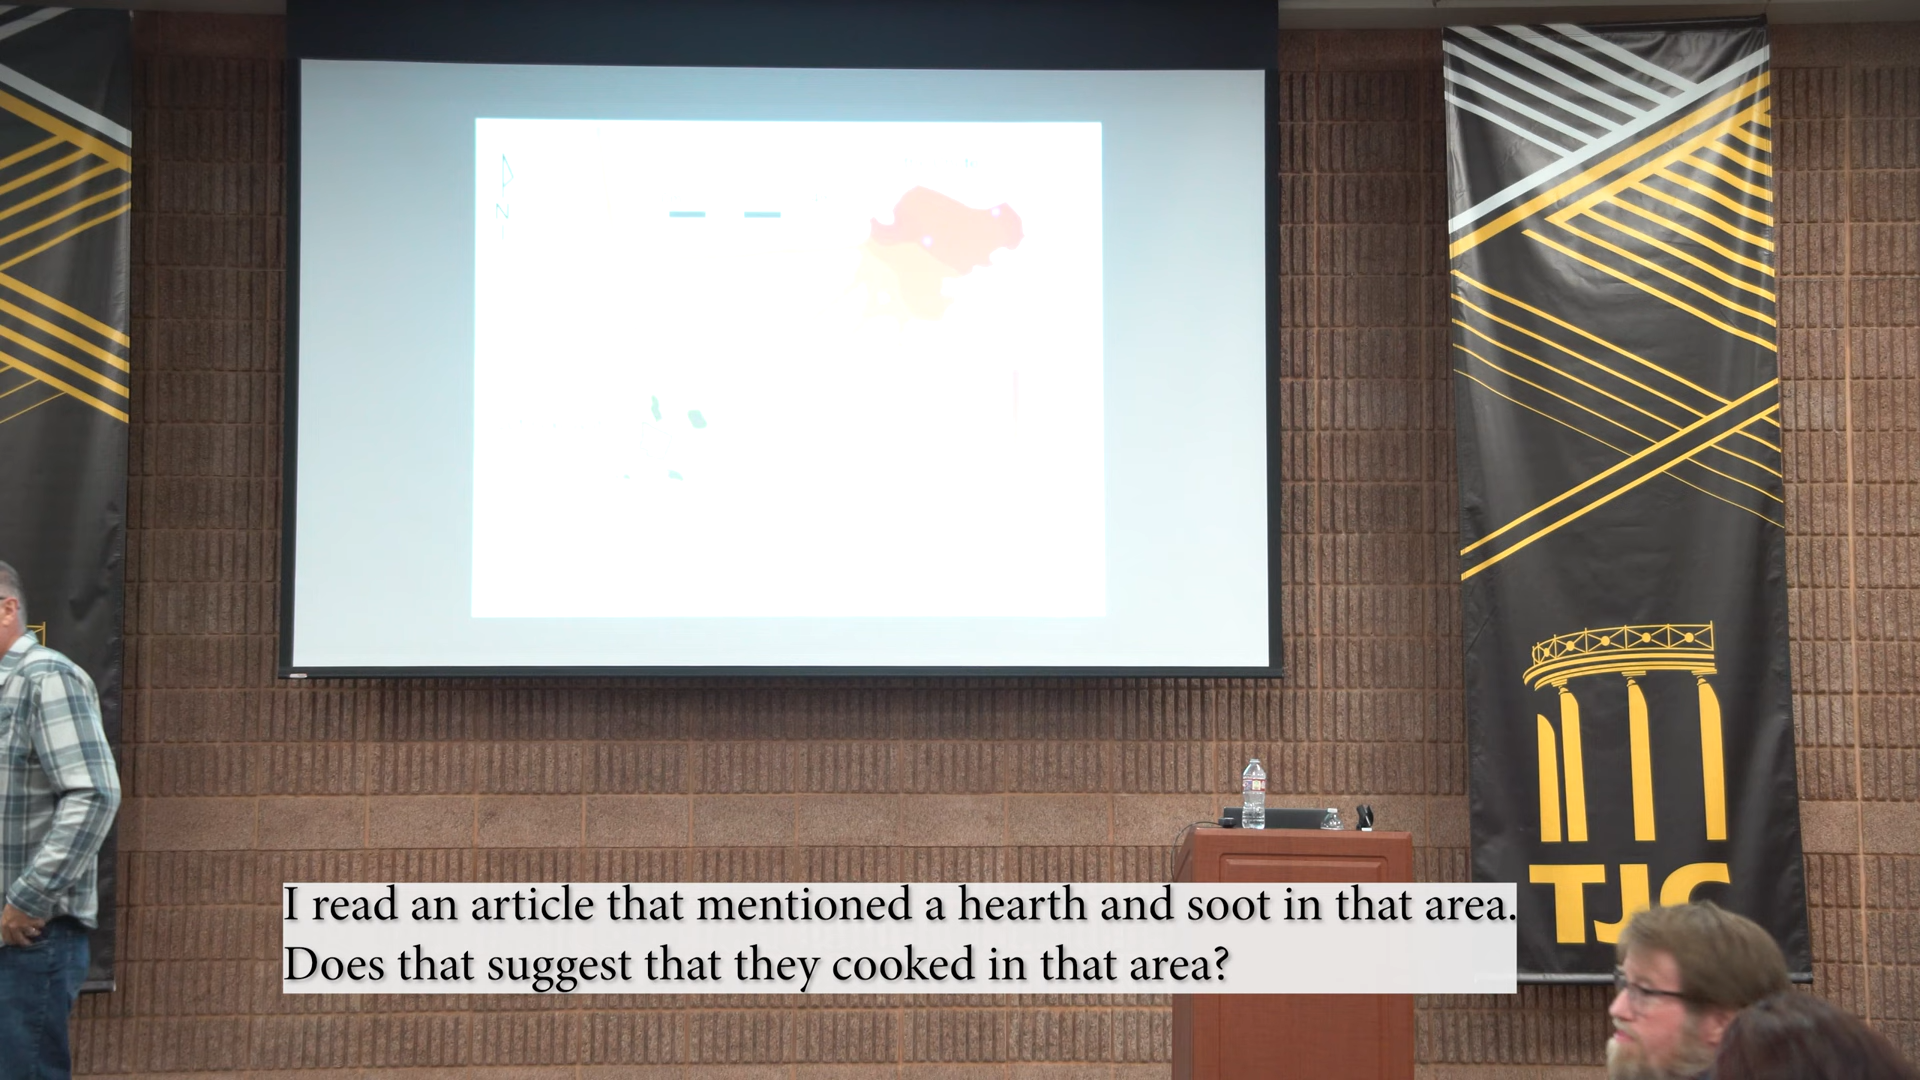 N
I read an article that mentioned a hearth and soot in that area.
Does that suggest that they cooked in that area?
TJC